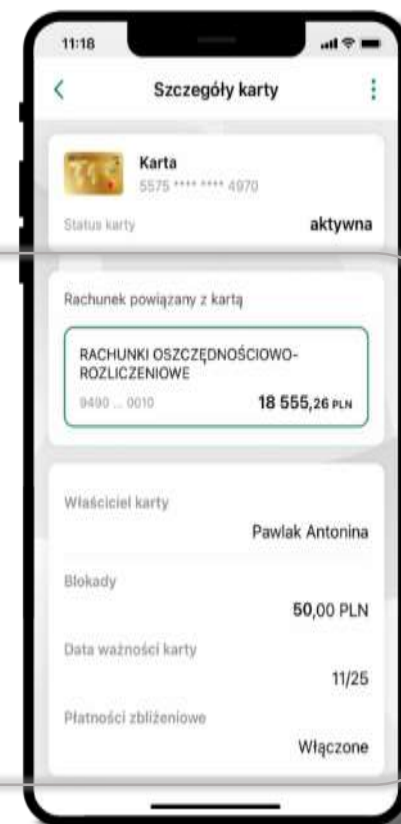 11:18
Szczegóły karty
Karta
5575 **** **** 4970
Status karty
aktywna
Rachunek powiązany z kartą
RACHUNKI OSZCZĘDNOŚCIOWO-
ROZLICZENIOWE
9490 ... 0010
18 555,26 PLN
Właściciel karty
Pawlak Antonina
Blokady
50,00 PLN
Data ważności karty
11/25
Płatności zbliżeniowe
Włączone